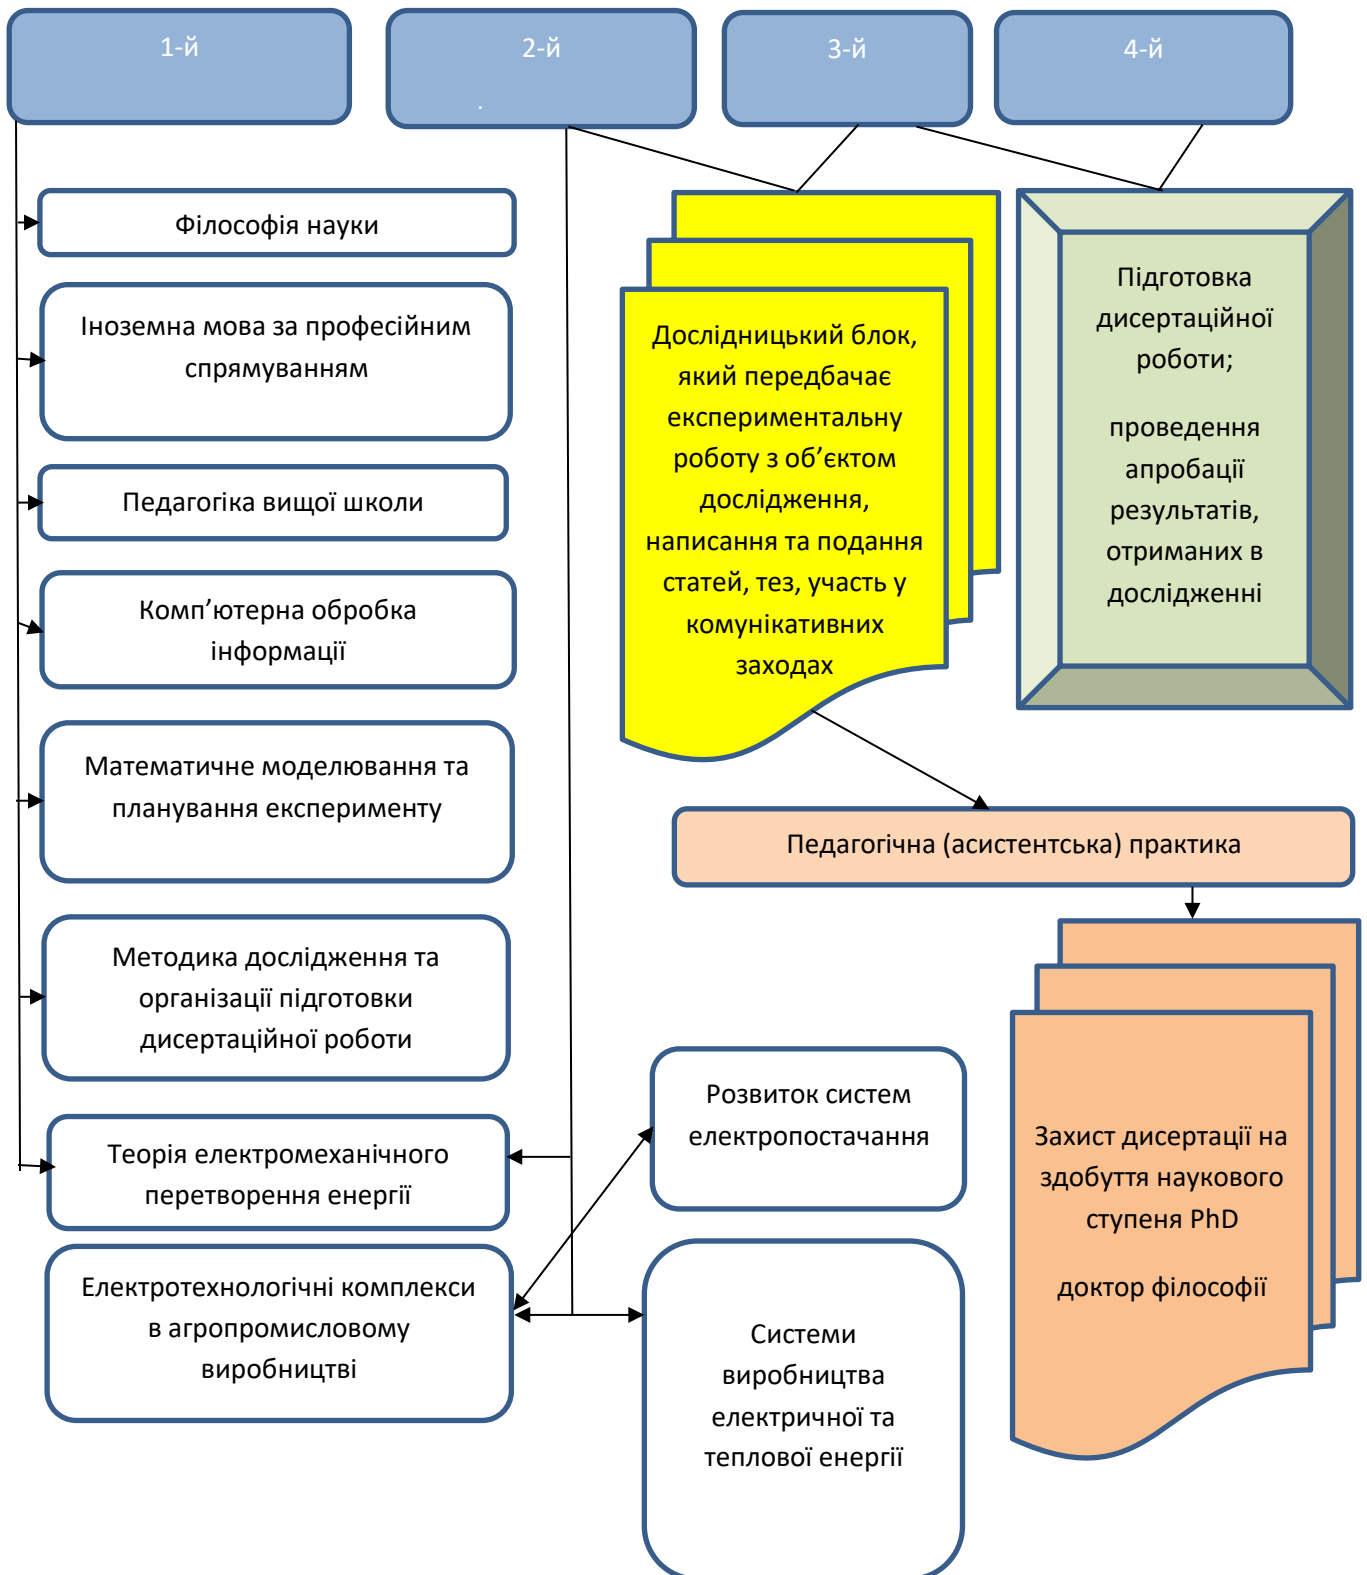 1-й
2-й
.
3-й
4-й
Філософія науки
Іноземна мова за професійним
спрямуванням
Педагогіка вищої школи
Комп’ютерна обробка
інформації
Математичне моделювання та
планування експерименту
Методика дослідження та
організації підготовки
дисертаційної роботи
Теорія електромеханічного
перетворення енергії
Електротехнологічні комплекси
в агропромисловому
виробництві
Дослідницький блок,
який передбачає
експериментальну
роботу з об’єктом
дослідження,
написання та подання
статей, тез, участь у
комунікативних
заходах
Підготовка
дисертаційної
роботи;
проведення
апробації
результатів,
отриманих в
дослідженні
Педагогічна (асистентська) практика
Розвиток систем
електропостачання
Системи
виробництва
електричної та
теплової енергії
Захист дисертації на
здобуття наукового
ступеня PhD
доктор філософії